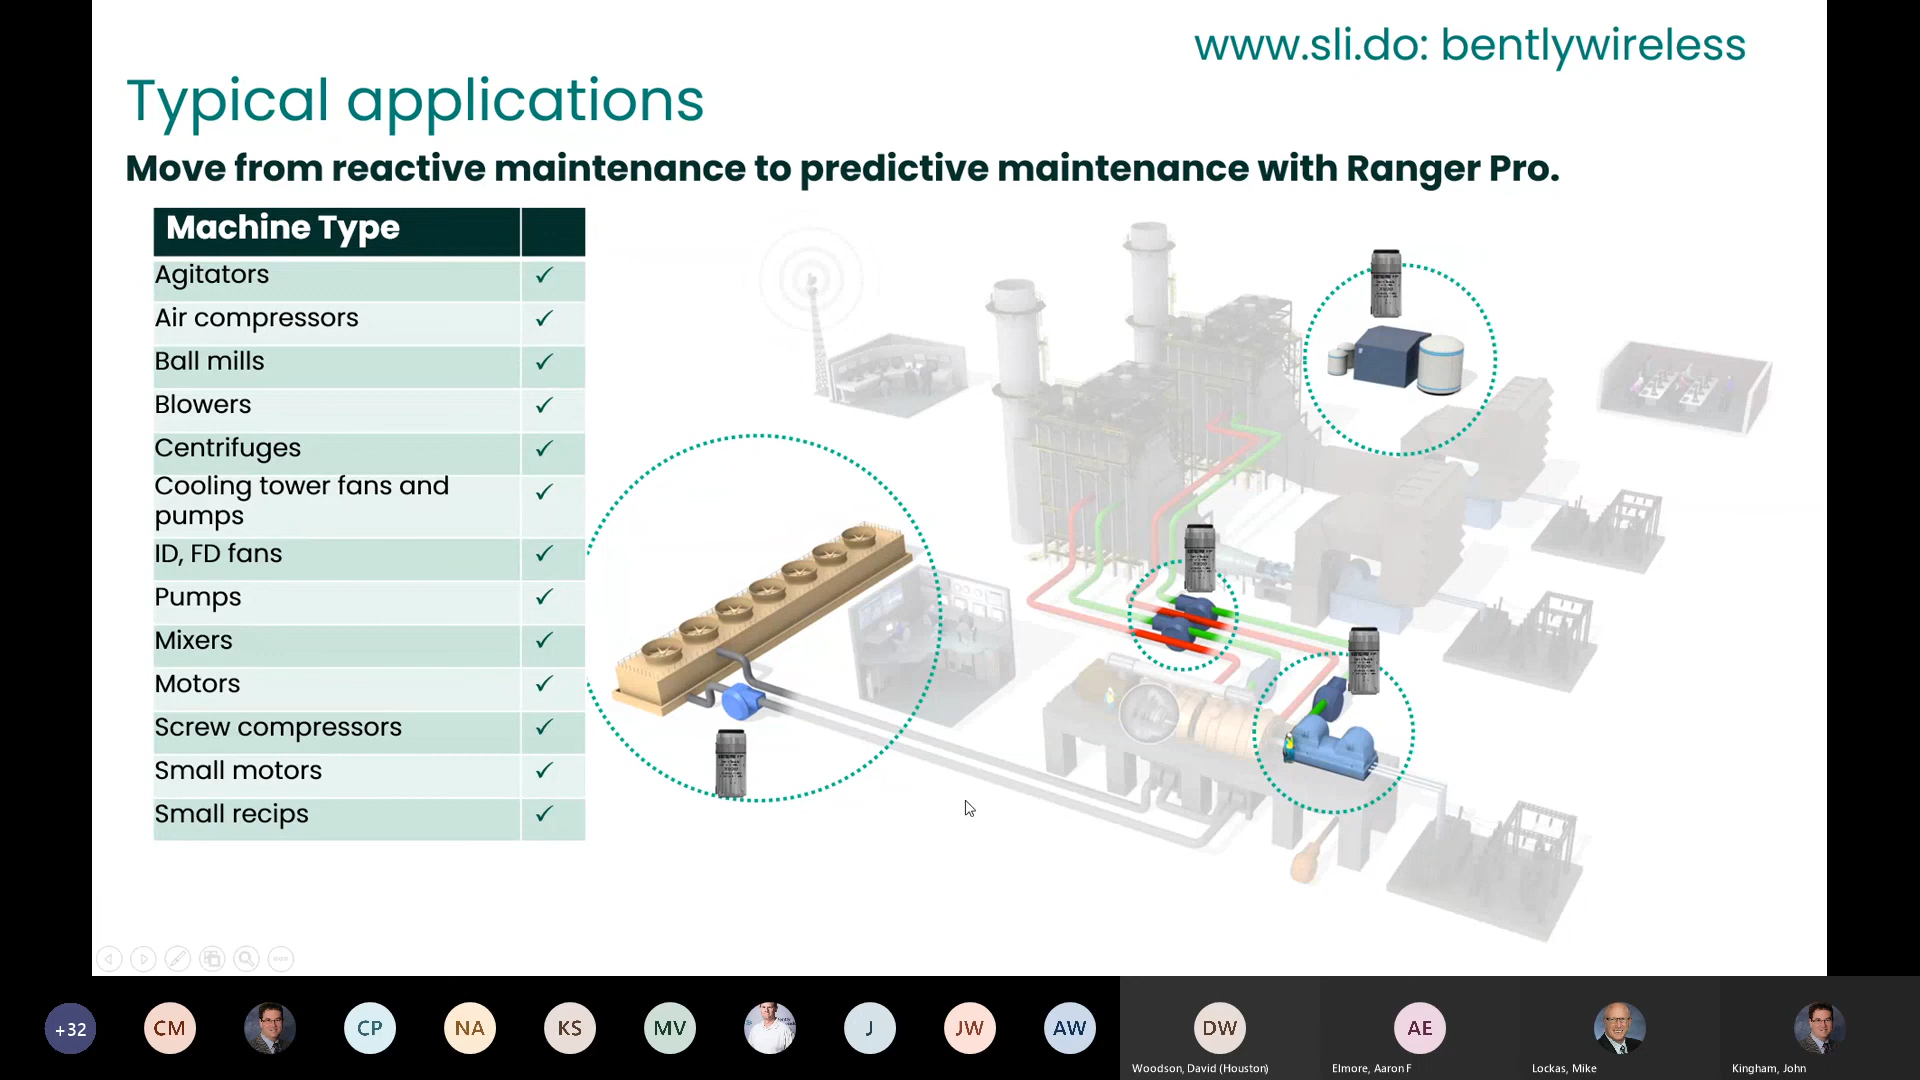 www.sli.do: bentlywireless
Typical applications
Move from reactive maintenance to predictive maintenance with Ranger Pro.
Machine Type
Agitators ✓
Air compressors ✓
Ball mills ✓
Blowers ✓
Centrifuges ✓
Cooling tower fans and
pumps ✓
ID, FD fans ✓
Pumps ✓
Mixers ✓
Motors ✓
Screw compressors ✓
Small motors ✓
Small recips ✓
+32
CM
CP
NA
KS
MV
J
JW
AW
DW
Woodson, David (Houston)
AE
Elmore, Aaron F
Lockas, Mike
Kingham, John